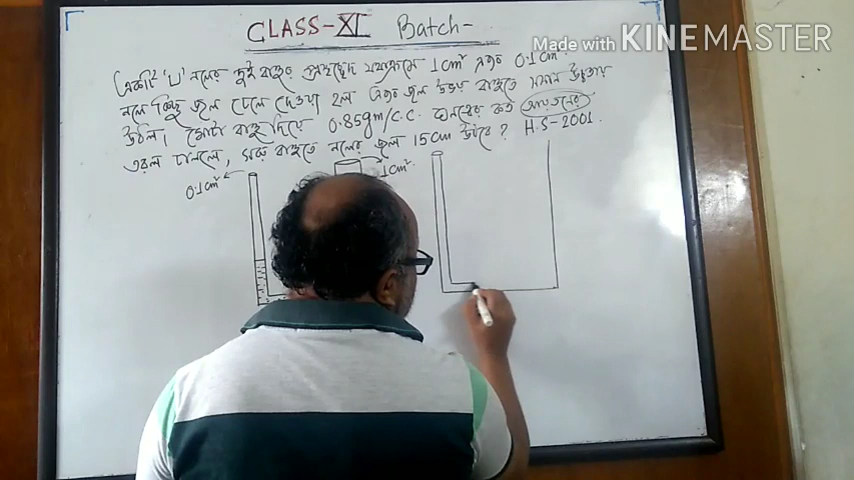 CLASS-XI Batch-
Made with KINEMASTER
একটি 'U' নলের দুই বাহুর প্রস্থচ্ছেদ যথাক্রমে 1cm² এবং 0.1cm²
নলে কিছু জল ঢেলে দেওয়া হল এবং জল উভয় বাহুতে সমান উচ্চতায়
উঠল। মোটা বাহু দিয়ে 0.85gm/c.c. ঘনত্বের কত আয়তনের
তরল ঢাললে, সরু বাহুতে নলের জল 15cm উঠবে? H.S-2001.
0.1cm²
1cm²